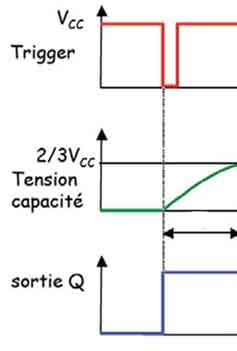 Vcc
Trigger
2/3Vcc
Tension
capacité
sortie Q